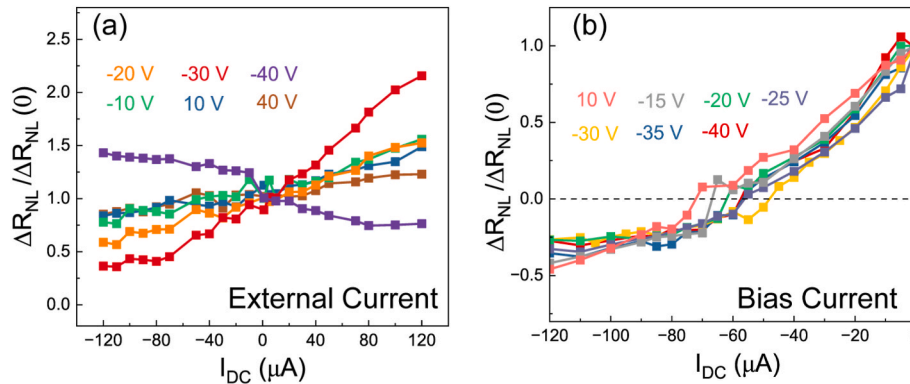 (a)
2.5
2.0
1.5
1.0
0.5
0.0
ΔR_NL/ΔR_NL(0)
-20 V -30 V -40 V
-10 V 10 V 40 V
External Current
−120 −80 −40 0 40 80 120
I_DC (μA)
(b)
1.0
0.5
0.0
−0.5
ΔR_NL/ΔR_NL(0)
10 V -15 V -20 V -25 V
-30 V -35 V -40 V
Bias Current
−120 −100 −80 −60 −40 −20
I_DC (μA)